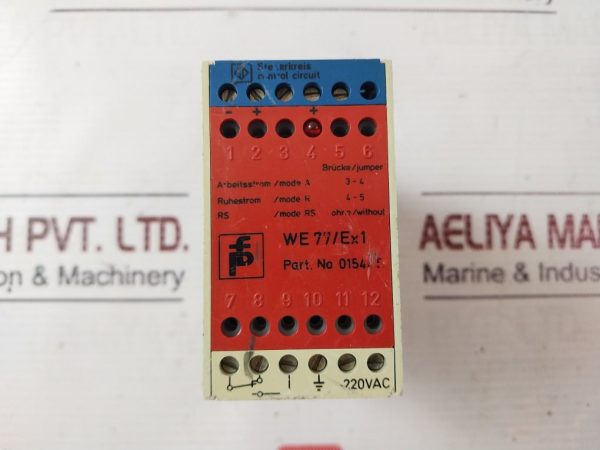 Steuerkreis
control circuit
- + +
1 2 3 4 5 6
Brücke/jumper
Arbeitsstrom /mode A 3-4
Ruhestrom /mode R 4-5
RS /mode RS ohne/without
WE 77/Ex1
Part. No
7 8 9 10 11 12
220VAC
H PVT. LTD.
on & Machinery
AELIYA MAR
Marine & Indus